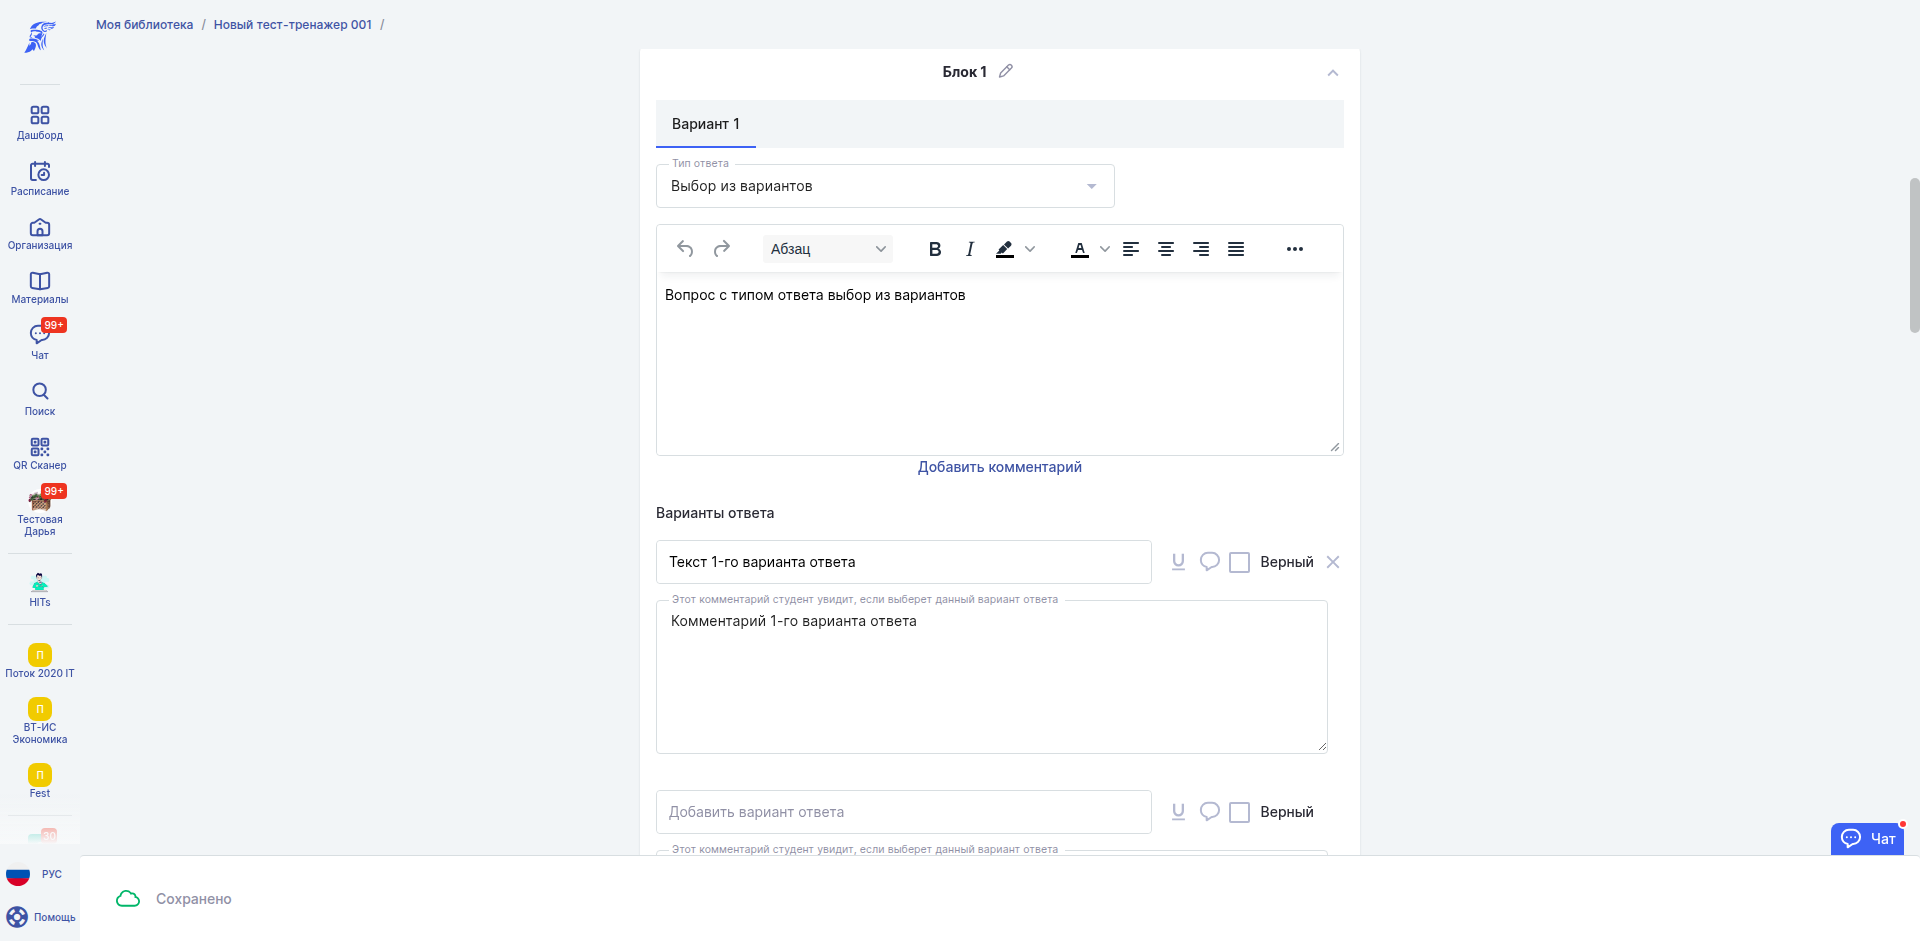 Моя библиотека / Новый тест-тренажер 001 /
Дашборд
Расписание
Организация
Материалы
99+
Чат
Поиск
QR Сканер
99+
Тестовая
Дарья
HITs
П
Поток 2020 IT
П
ВТ-ИС
Экономика
П
Fest
30
РУС
Помощь
Блок 1
Вариант 1
Тип ответа
Выбор из вариантов
Абзац B I A
Вопрос с типом ответа выбор из вариантов
Добавить комментарий
Варианты ответа
Текст 1-го варианта ответа U Верный
Этот комментарий студент увидит, если выберет данный вариант ответа
Комментарий 1-го варианта ответа
Добавить вариант ответа U Верный
Этот комментарий студент увидит, если выберет данный вариант ответа
Чат
Сохранено